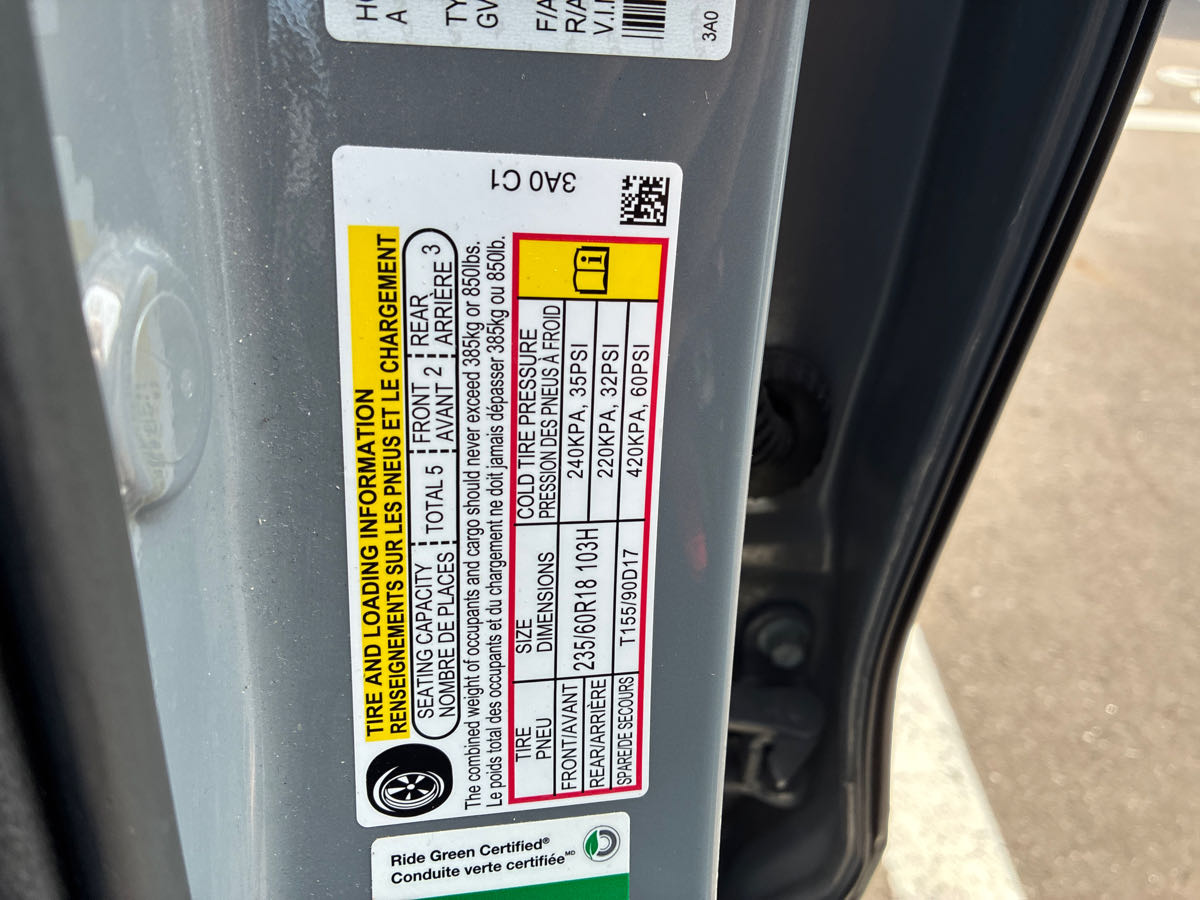 HO
A
TY
GV
F/A
R/A
V.I.N
3A0
3A0 C1
TIRE AND LOADING INFORMATION
RENSEIGNEMENTS SUR LES PNEUS ET LE CHARGEMENT
SEATING CAPACITY TOTAL 5 FRONT REAR 3
NOMBRE DE PLACES AVANT 2 ARRIÈRE
The combined weight of occupants and cargo should never exceed 385kg or 850lbs.
Le poids total des occupants et du chargement ne doit jamais dépasser 385kg ou 850lb.
TIRE SIZE COLD TIRE PRESSURE
PNEU DIMENSIONS PRESSION DES PNEUS À FROID
FRONT/AVANT 235/60R18 103H 240KPA, 35PSI
REAR/ARRIÈRE 220KPA, 32PSI
SPARE/DE SECOURS T155/90D17 420KPA, 60PSI
Ride Green Certified®
Conduite verte certifiée MD